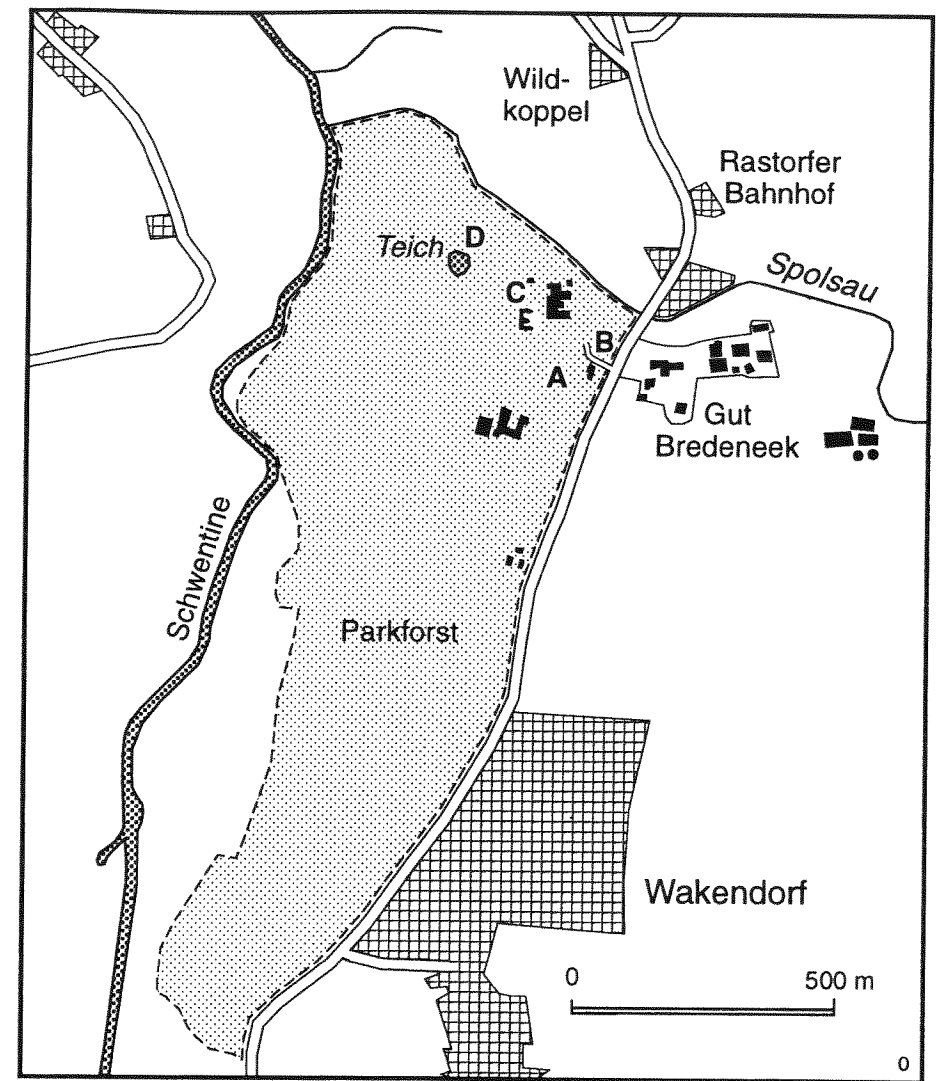 Wild-
koppel
Rastorfer
Bahnhof
Teich
D
Spolsau
C
E
B
A
Gut
Bredeneek
Schwentine
Parkforst
Wakendorf
0
500 m
0